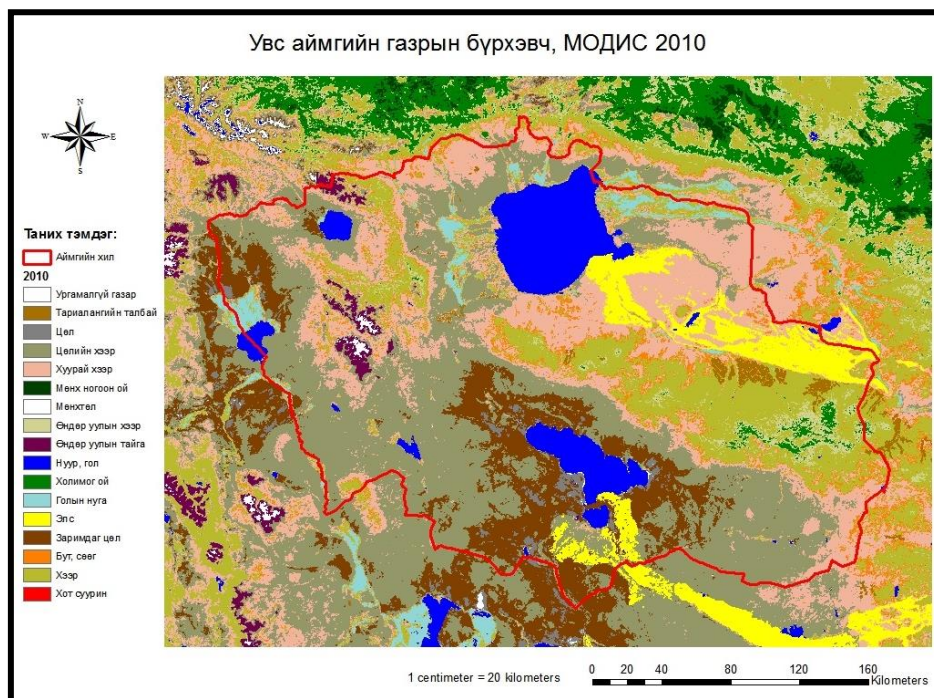 Увс аймгийн газрын бүрхэвч, МОДИС 2010
N
W E
S
Таних тэмдэг:
Аймгийн хил
2010
Ургамалгүй газар
Тариалангийн талбай
Цөл
Цөлийн хээр
Хуурай хээр
Мөнх ногоон ой
Мөнхтөл
Өндөр уулын хээр
Өндөр уулын тайга
Нуур, гол
Холимог ой
Голын нуга
Элс
Заримдаг цөл
Бут, сөөг
Хээр
Хот суурин
1 centimeter = 20 kilometers
0 20 40 80 120 160
Kilometers